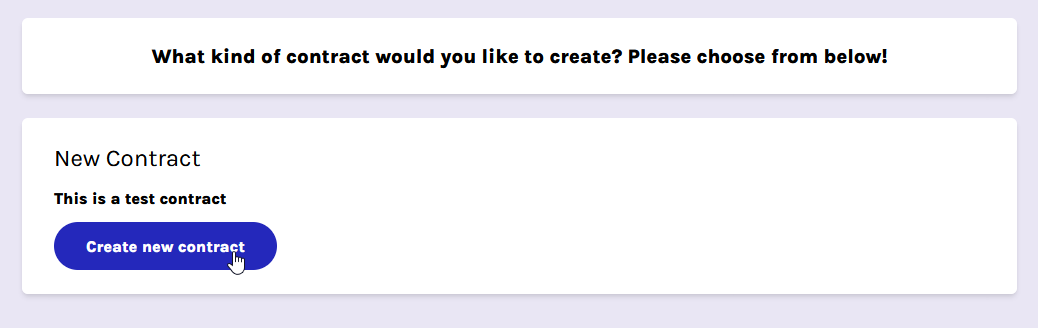 What kind of contract would you like to create? Please choose from below!
New Contract
This is a test contract
Create new contract